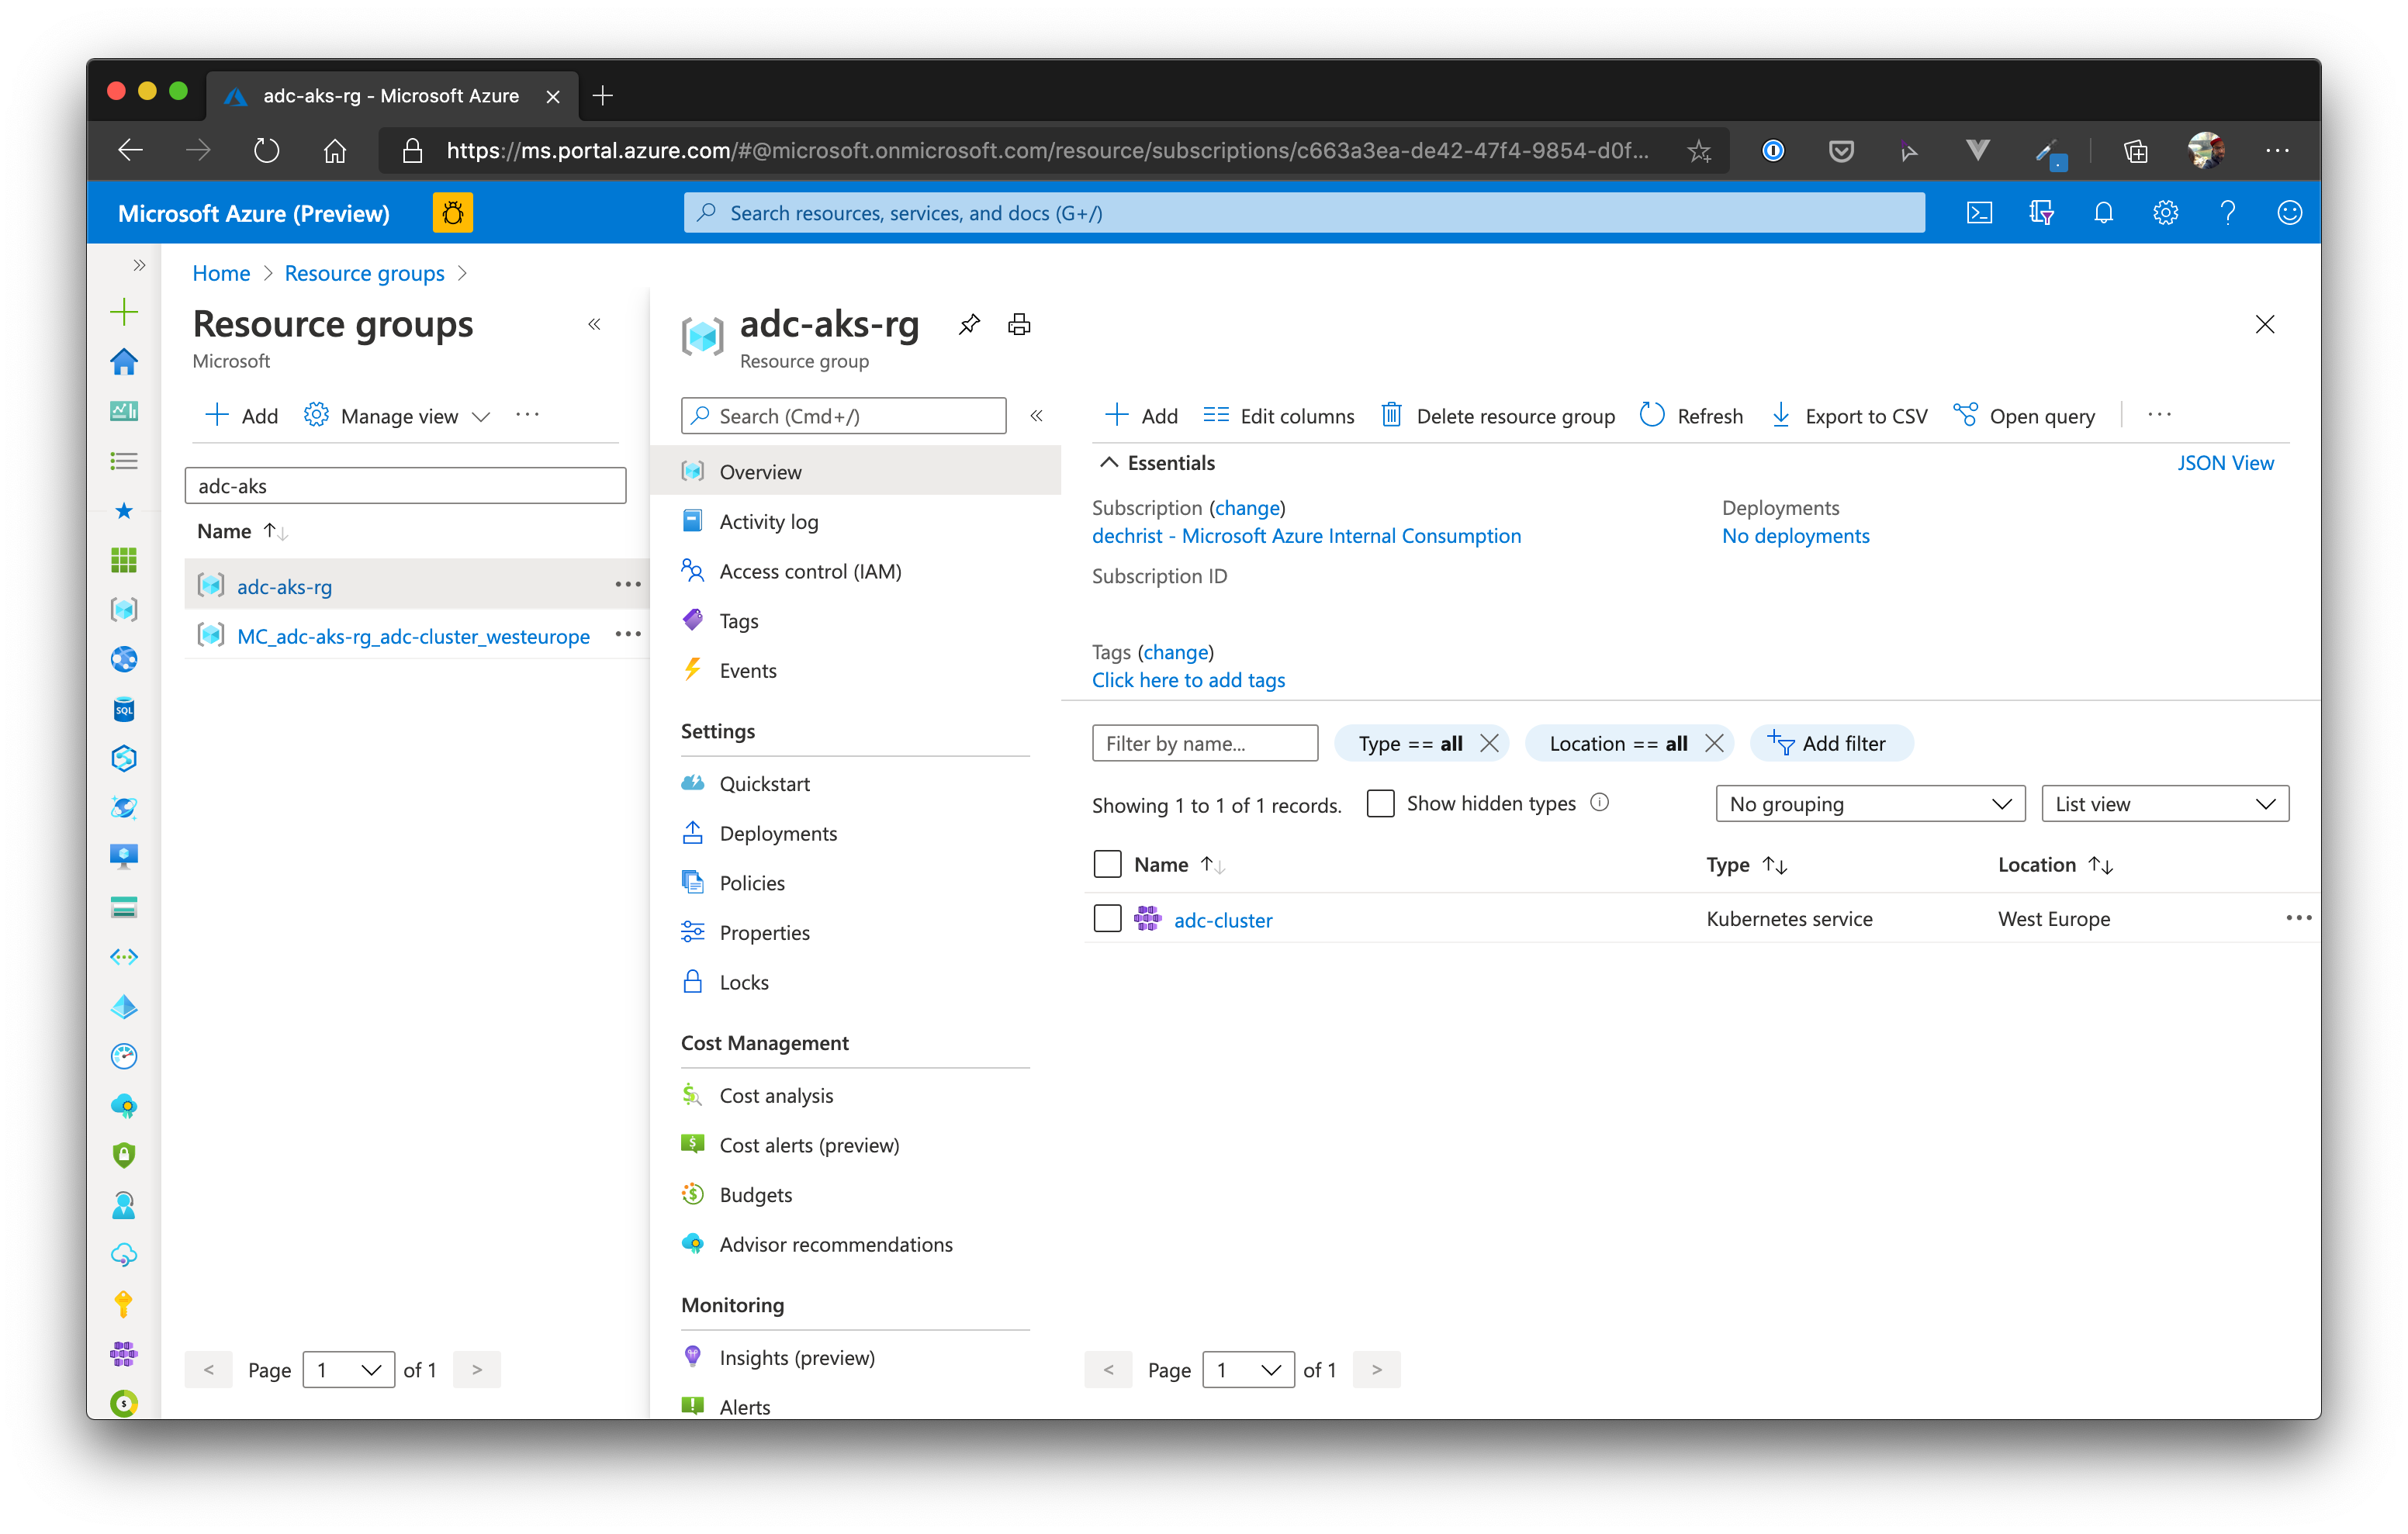 adc-aks-rg - Microsoft Azure
https://ms.portal.azure.com/#@microsoft.onmicrosoft.com/resource/subscriptions/c663a3ea-de42-47f4-9854-d0f...
Microsoft Azure (Preview)
Search resources, services, and docs (G+/)
Home > Resource groups >
Resource groups
Microsoft
Add
Manage view
adc-aks
Name
adc-aks-rg
MC_adc-aks-rg_adc-cluster_westeurope
Page 1 of 1
adc-aks-rg
Resource group
Search (Cmd+/)
Overview
Activity log
Access control (IAM)
Tags
Events
Settings
Quickstart
Deployments
Policies
Properties
Locks
Cost Management
Cost analysis
Cost alerts (preview)
Budgets
Advisor recommendations
Monitoring
Insights (preview)
Alerts
Add
Edit columns
Delete resource group
Refresh
Export to CSV
Open query
Essentials
JSON View
Subscription (change)
dechrist - Microsoft Azure Internal Consumption
Subscription ID
Deployments
No deployments
Tags (change)
Click here to add tags
Filter by name...
Type == all
Location == all
Add filter
Showing 1 to 1 of 1 records.
Show hidden types
No grouping
List view
Name
Type
Location
adc-cluster
Kubernetes service
West Europe
Page 1 of 1
SQL